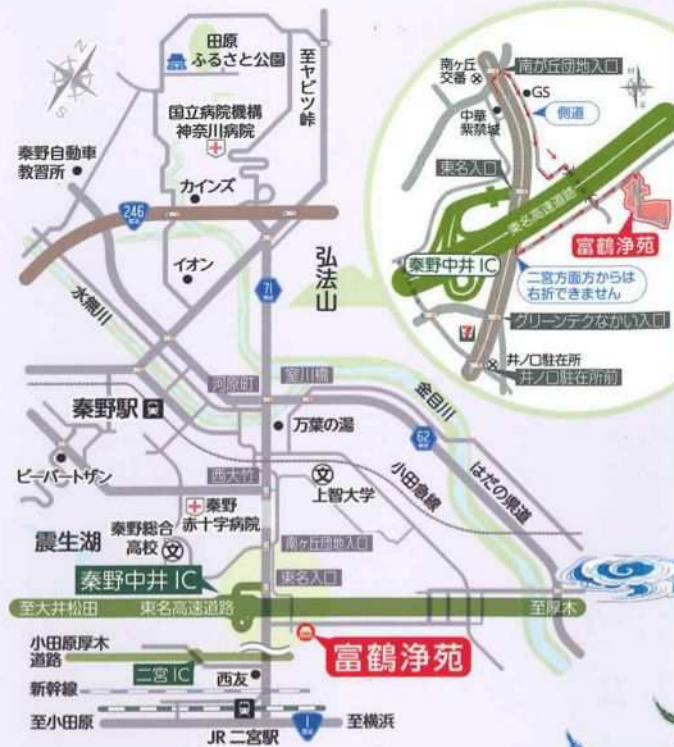 N
S
田原
ふるさと公園
至ヤビツ峠
国立病院機構
神奈川病院
秦野自動車
教習所
カインズ
246
イオン
71
弘法山
水無川
河原町
室川橋
秦野駅
万葉の湯
金目川
62
はだの県道
小田急線
ビーバートザン
西大竹
文
上智大学
秦野
赤十字病院
震生湖
秦野総合
高校
文
南ヶ丘団地入口
秦野中井 IC
東名入口
至大井松田
東名高速道路
至厚木
小田原厚木
道路
二宮 IC
西友
富鶴浄苑
新幹線
至小田原
JR 二宮駅
1
至横浜
南ヶ丘
交番
南が丘団地入口
GS
中華
紫禁城
側道
東名入口
東名高速道路
富鶴浄苑
秦野中井 IC
二宮方面方からは
右折できません
グリーンテクなかい入口
7
井ノ口駐在所
井ノ口駐在所前